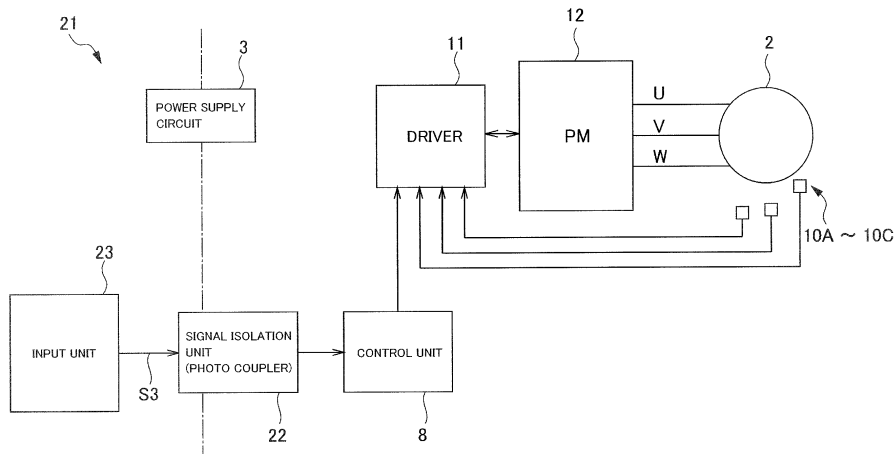 21
3
POWER SUPPLY
CIRCUIT
11
DRIVER
12
PM
U
V
W
2
10A ~ 10C
23
INPUT UNIT
S3
SIGNAL ISOLATION
UNIT
(PHOTO COUPLER)
22
CONTROL UNIT
8